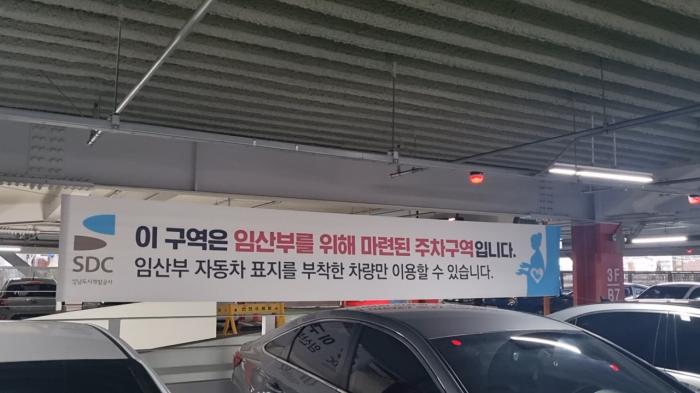 이 구역은 임산부를 위해 마련된 주차구역입니다.
임산부 자동차 표지를 부착한 차량만 이용할 수 있습니다.
SDC
성남도시개발공사
3F
B7